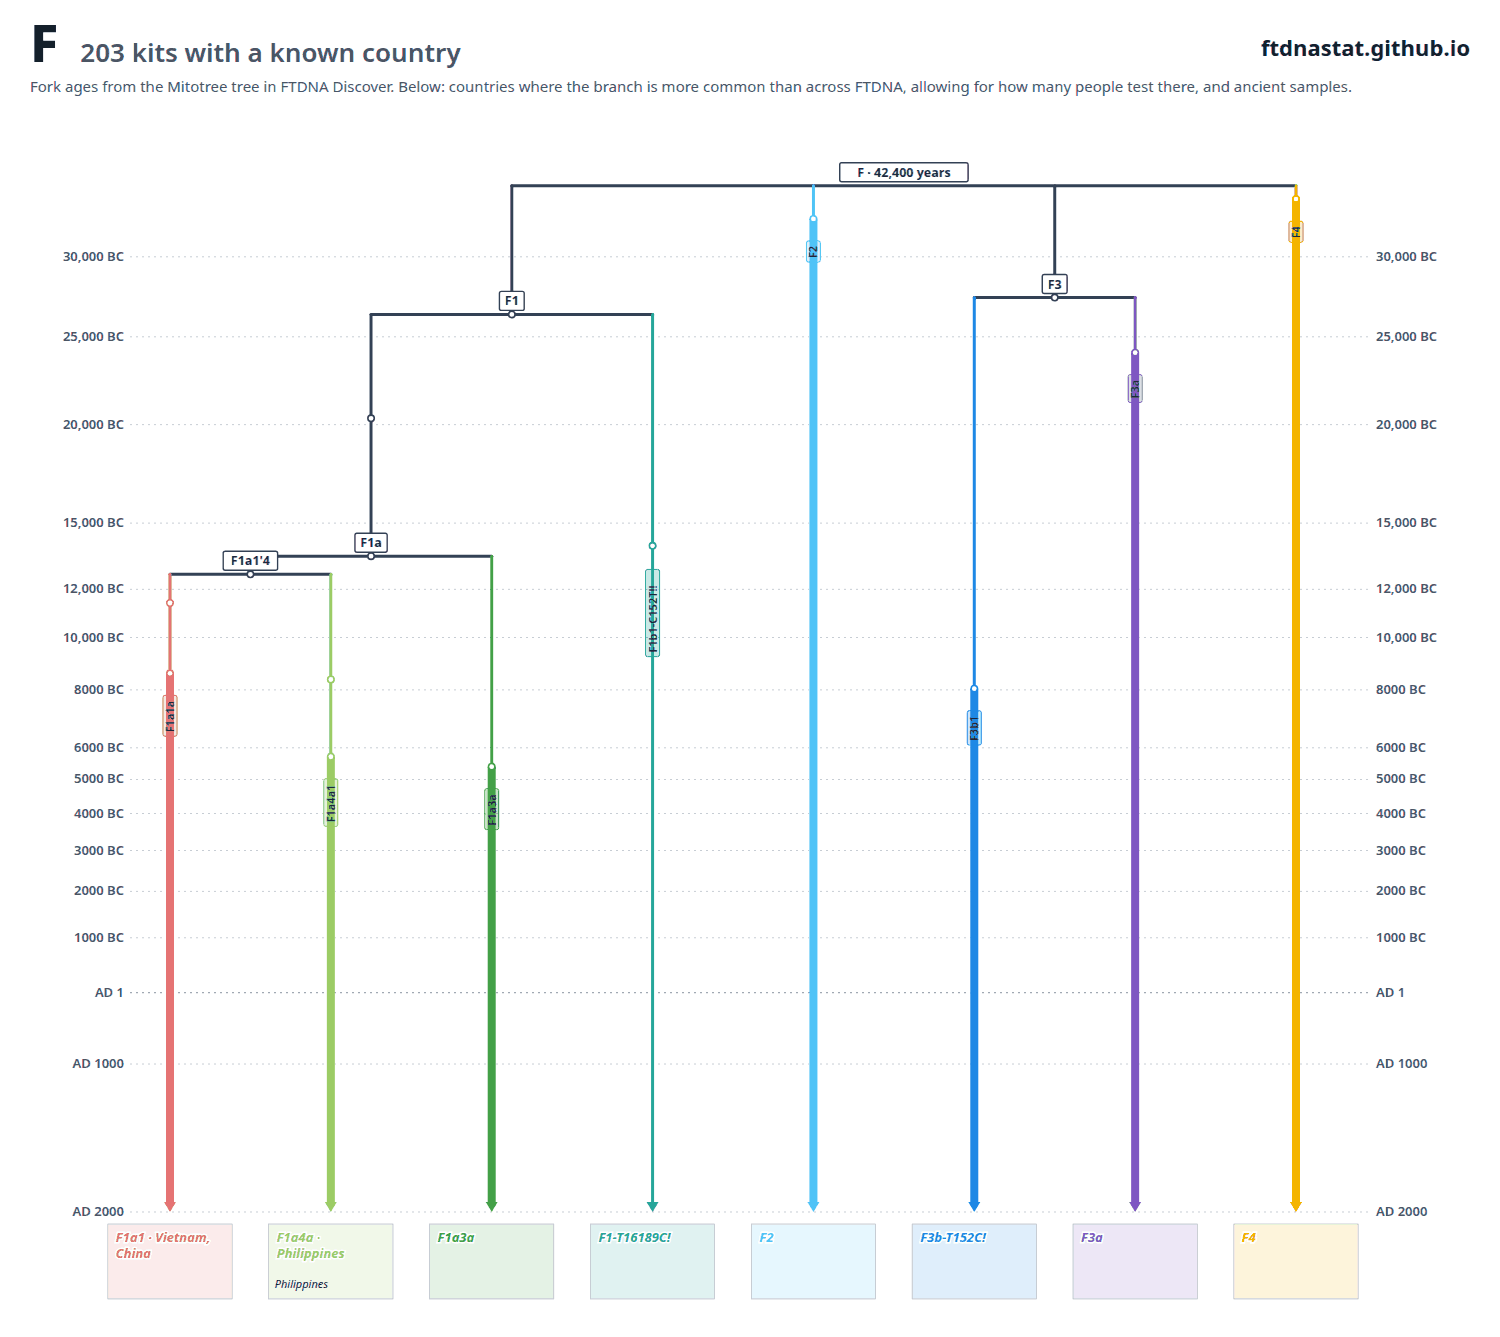 F 203 kits with a known country
ftdnastat.github.io
Fork ages from the Mitotree tree in FTDNA Discover. Below: countries where the branch is more common than across FTDNA, allowing for how many people test there, and ancient samples.
F · 42,400 years
F4
F2
30,000 BC
30,000 BC
F3
F1
25,000 BC
25,000 BC
F3a
20,000 BC
20,000 BC
15,000 BC
15,000 BC
F1a
F1a1'4
12,000 BC
12,000 BC
F1b1-C152T!!
10,000 BC
10,000 BC
8000 BC
8000 BC
F1a1a
F3b1
6000 BC
6000 BC
5000 BC
5000 BC
F1a4a1
F1a3a
4000 BC
4000 BC
3000 BC
3000 BC
2000 BC
2000 BC
1000 BC
1000 BC
AD 1
AD 1
AD 1000
AD 1000
AD 2000
AD 2000
F1a1 · Vietnam,
China
F1a4a ·
Philippines
Philippines
F1a3a
F1-T16189C!
F2
F3b-T152C!
F3a
F4